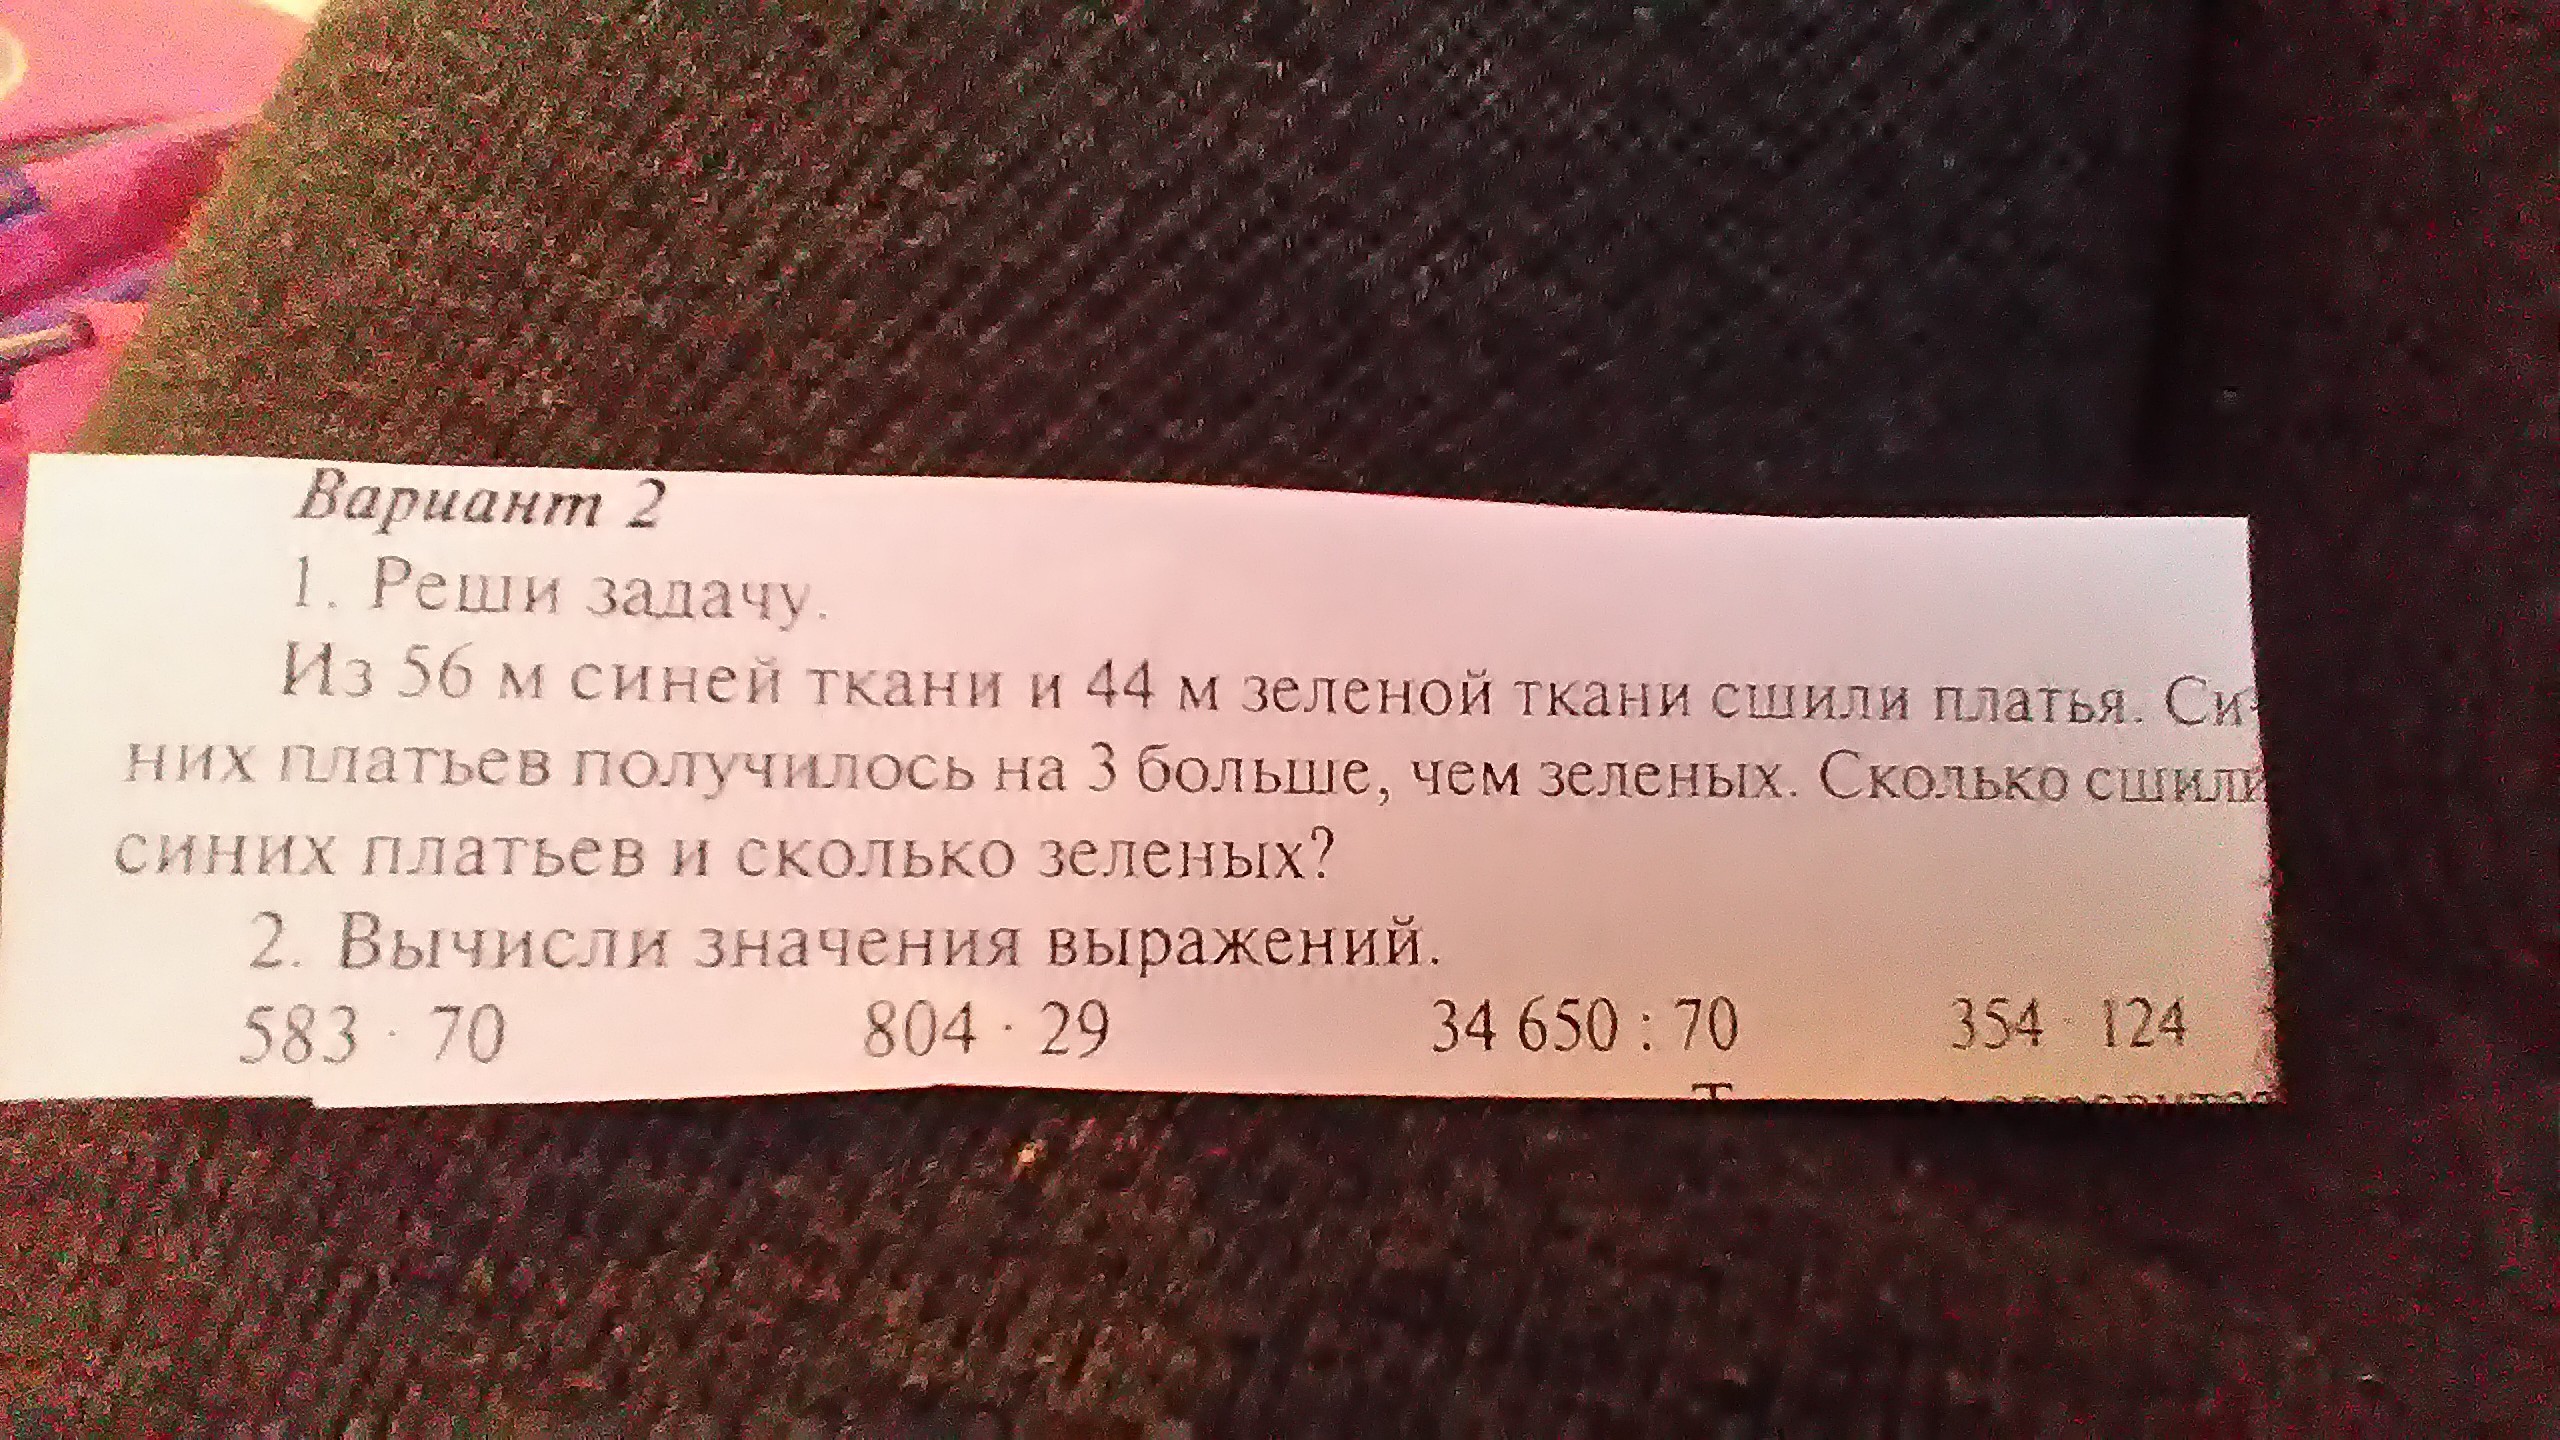 Вариант 2
1. Реши задачу.
Из 56 м синей ткани и 44 м зеленой ткани сшили платья. Си-
них платьев получилось на 3 больше, чем зеленых. Сколько сшили
синих платьев и сколько зеленых?
2. Вычисли значения выражений.
583 · 70 804 · 29 34 650 : 70 354 · 124